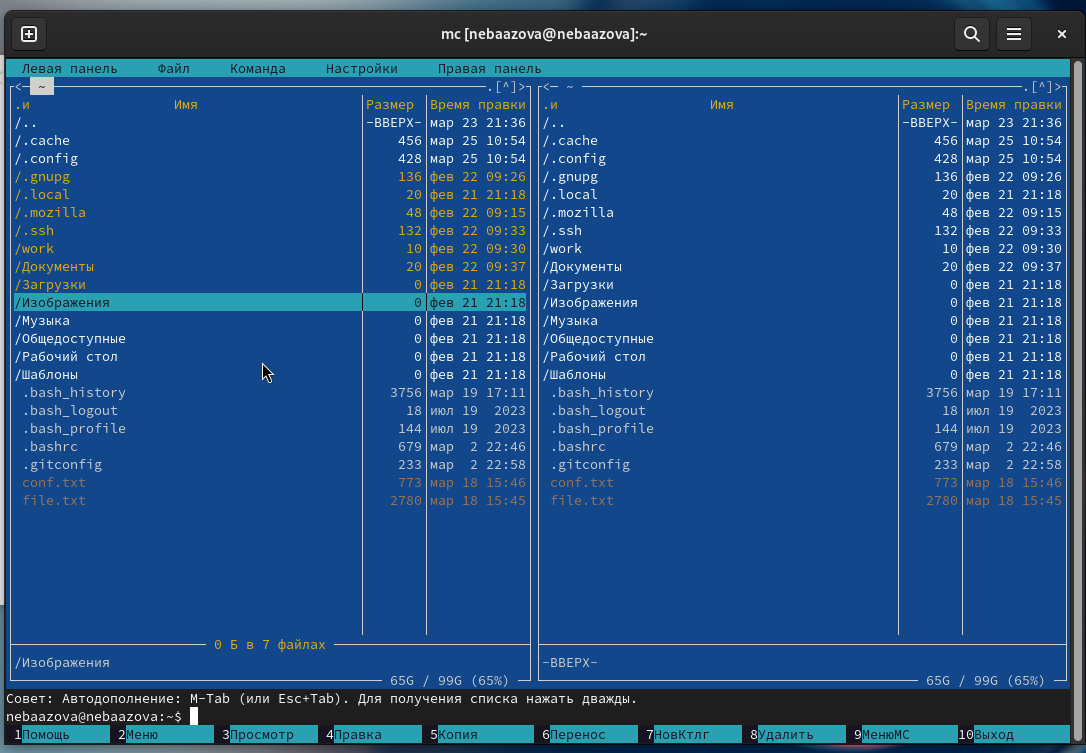 mc [nebaazova@nebaazova]:~
Левая панель Файл Команда Настройки Правая панель
<- ~ .[^]> <- ~ .[^]>
.и Имя Размер Время правки .и Имя Размер Время правки
/.. -ВВЕРХ- мар 23 21:36 /.. -ВВЕРХ- мар 23 21:36
/.cache 456 мар 25 10:54 /.cache 456 мар 25 10:54
/.config 428 мар 25 10:54 /.config 428 мар 25 10:54
/.gnupg 136 фев 22 09:26 /.gnupg 136 фев 22 09:26
/.local 20 фев 21 21:18 /.local 20 фев 21 21:18
/.mozilla 48 фев 22 09:15 /.mozilla 48 фев 22 09:15
/.ssh 132 фев 22 09:33 /.ssh 132 фев 22 09:33
/work 10 фев 22 09:30 /work 10 фев 22 09:30
/Документы 20 фев 22 09:37 /Документы 20 фев 22 09:37
/Загрузки 0 фев 21 21:18 /Загрузки 0 фев 21 21:18
/Изображения 0 фев 21 21:18 /Изображения 0 фев 21 21:18
/Музыка 0 фев 21 21:18 /Музыка 0 фев 21 21:18
/Общедоступные 0 фев 21 21:18 /Общедоступные 0 фев 21 21:18
/Рабочий стол 0 фев 21 21:18 /Рабочий стол 0 фев 21 21:18
/Шаблоны 0 фев 21 21:18 /Шаблоны 0 фев 21 21:18
.bash_history 3756 мар 19 17:11 .bash_history 3756 мар 19 17:11
.bash_logout 18 июл 19 2023 .bash_logout 18 июл 19 2023
.bash_profile 144 июл 19 2023 .bash_profile 144 июл 19 2023
.bashrc 679 мар 2 22:46 .bashrc 679 мар 2 22:46
.gitconfig 233 мар 2 22:58 .gitconfig 233 мар 2 22:58
conf.txt 773 мар 18 15:46 conf.txt 773 мар 18 15:46
file.txt 2780 мар 18 15:45 file.txt 2780 мар 18 15:45
0 Б в 7 файлах
/Изображения -ВВЕРХ-
65G / 99G (65%) 65G / 99G (65%)
Совет: Автодополнение: M-Tab (или Esc+Tab). Для получения списка нажать дважды.
nebaazova@nebaazova:~$
1Помощь 2Меню 3Просмотр 4Правка 5Копия 6Перенос 7НовКтлг 8Удалить 9МенюMC 10Выход